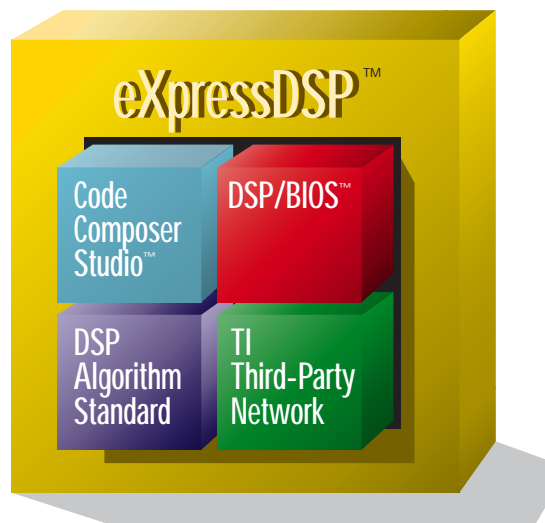 eXpressDSP™
Code
Composer
Studio™
DSP/BIOS™
DSP
Algorithm
Standard
TI
Third-Party
Network